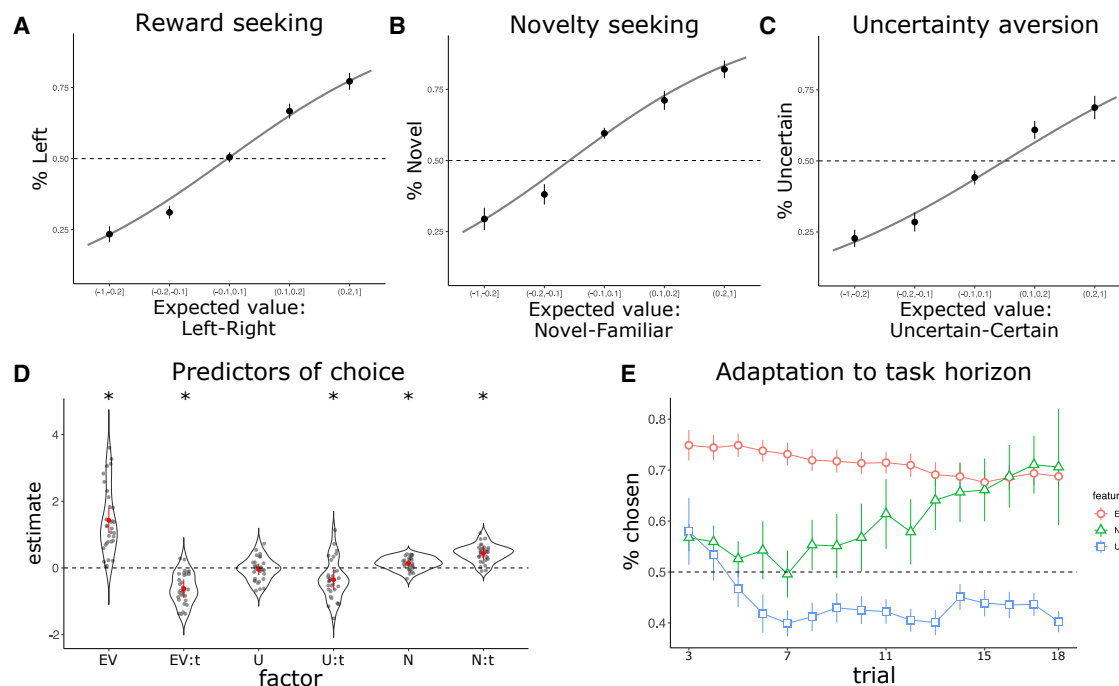 A
Reward seeking
% Left
0.75
0.50
0.25
(-1,-0.2]
(-0.2,-0.1]
(-0.1,0.1]
(0.1,0.2]
(0.2,1]
Expected value:
Left-Right
B
Novelty seeking
% Novel
0.75
0.50
0.25
(-1,-0.2]
(-0.2,-0.1]
(-0.1,0.1]
(0.1,0.2]
(0.2,1]
Expected value:
Novel-Familiar
C
Uncertainty aversion
% Uncertain
0.75
0.50
0.25
(-1,-0.2]
(-0.2,-0.1]
(-0.1,0.1]
(0.1,0.2]
(0.2,1]
Expected value:
Uncertain-Certain
D
Predictors of choice
* * * * *
estimate
4
2
0
-2
EV EV:t U U:t N N:t
factor
E
Adaptation to task horizon
% chosen
0.8
0.7
0.6
0.5
0.4
3 7 11 15 18
trial
featur
E
N
U